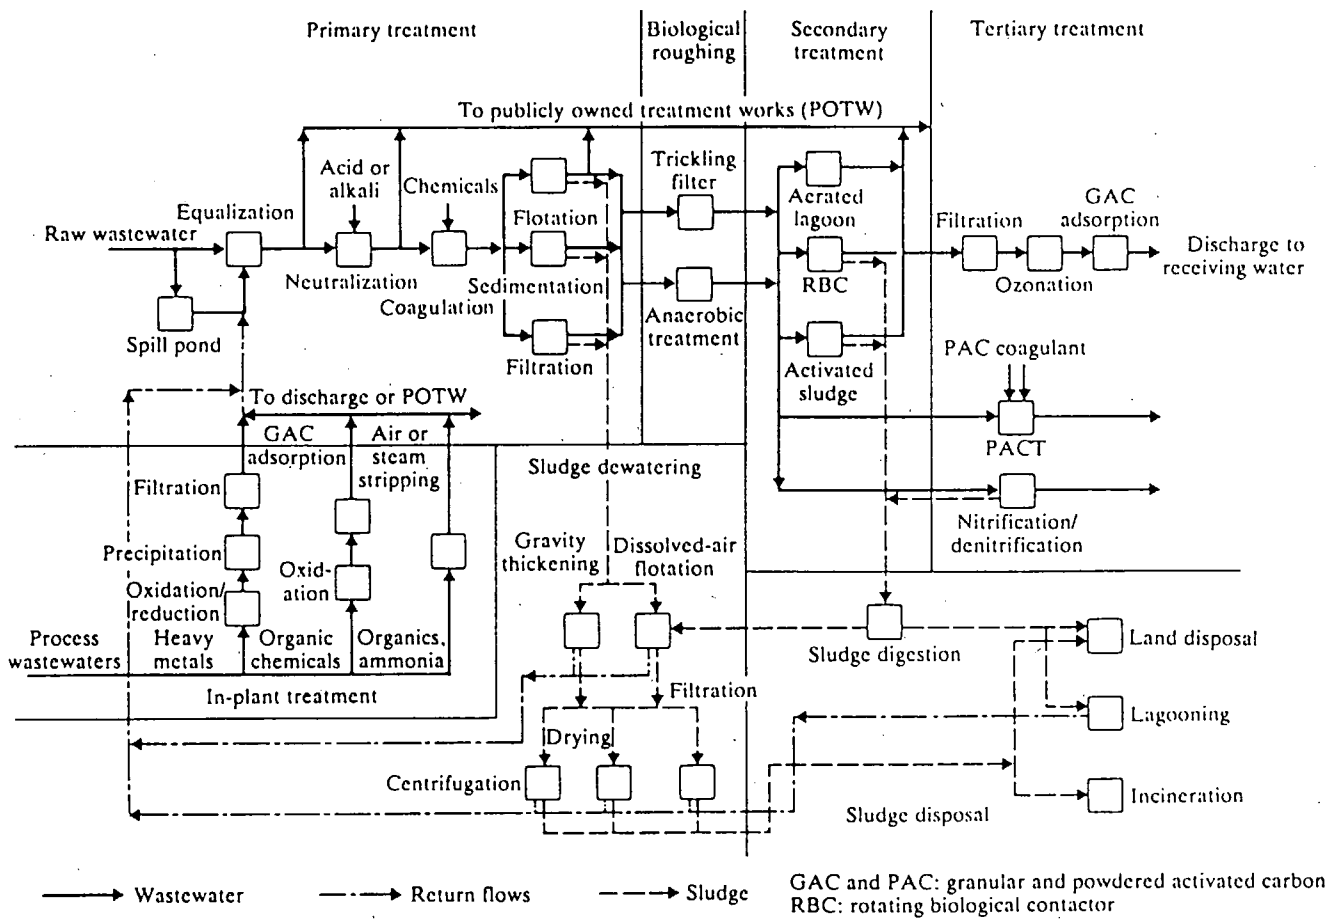 Primary treatment
Biological
roughing
Secondary
treatment
Tertiary treatment
To publicly owned treatment works (POTW)
Acid or
alkali
Chemicals
Trickling
filter
Aerated
lagoon
Equalization
Flotation
Filtration
GAC
adsorption
Raw wastewater
Discharge to
receiving water
Neutralization
Coagulation
Sedimentation
RBC
Ozonation
Anaerobic
treatment
Spill pond
Filtration
Activated
sludge
PAC coagulant
PACT
To discharge or POTW
GAC
adsorption
Air or
steam
stripping
Sludge dewatering
Filtration
Nitrification/
denitrification
Precipitation
Oxid-
ation
Gravity
thickening
Dissolved-air
flotation
Oxidation/
reduction
Process
wastewaters
Heavy
metals
Organic
chemicals
Organics,
ammonia
Sludge digestion
Land disposal
In-plant treatment
Filtration
Lagooning
Drying
Centrifugation
Incineration
Sludge disposal
Wastewater
Return flows
Sludge
GAC and PAC: granular and powdered activated carbon
RBC: rotating biological contactor